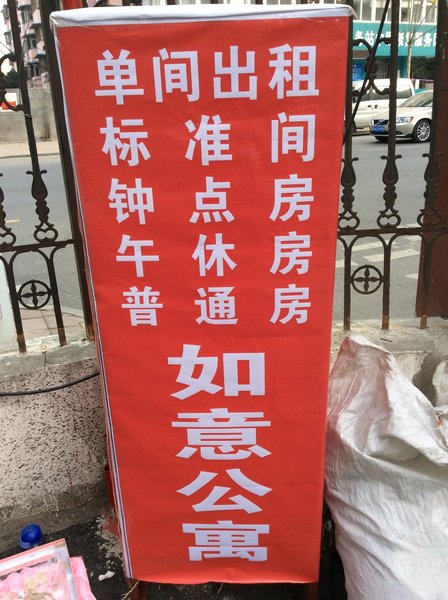 单间出租
标准间
钟点房
午休房
普通房
如意公寓